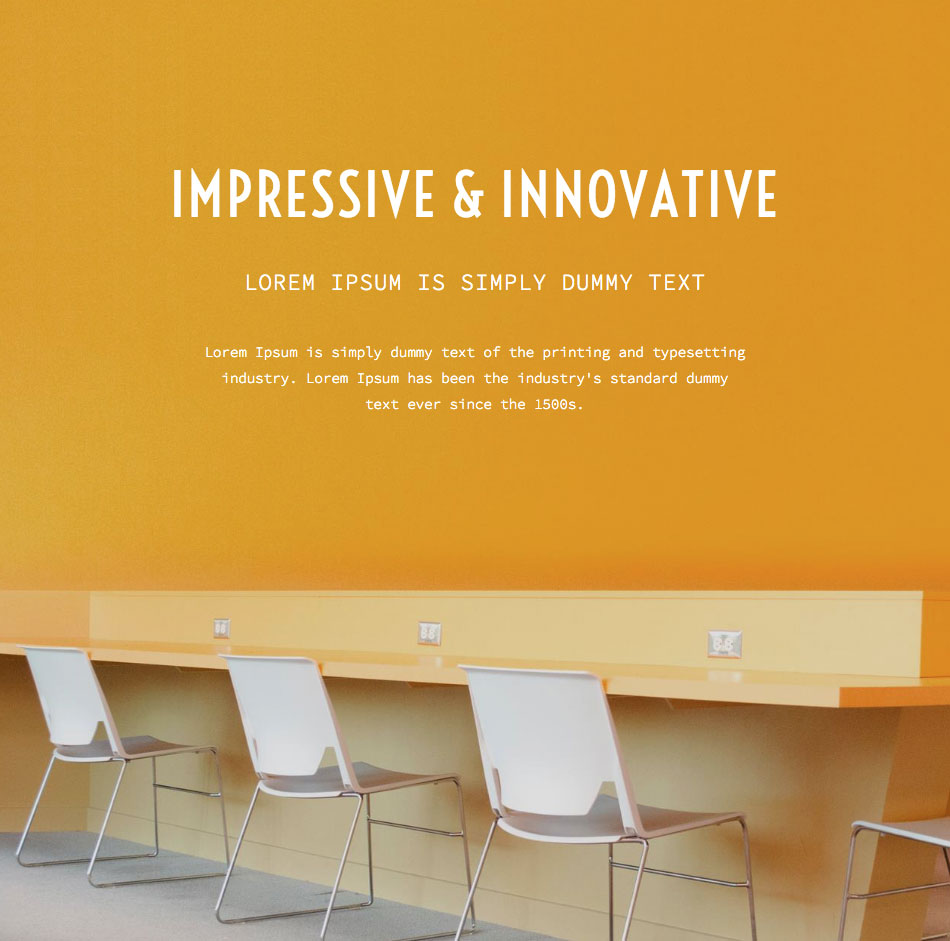 IMPRESSIVE & INNOVATIVE
LOREM IPSUM IS SIMPLY DUMMY TEXT
Lorem Ipsum is simply dummy text of the printing and typesetting
industry. Lorem Ipsum has been the industry's standard dummy
text ever since the 1500s.